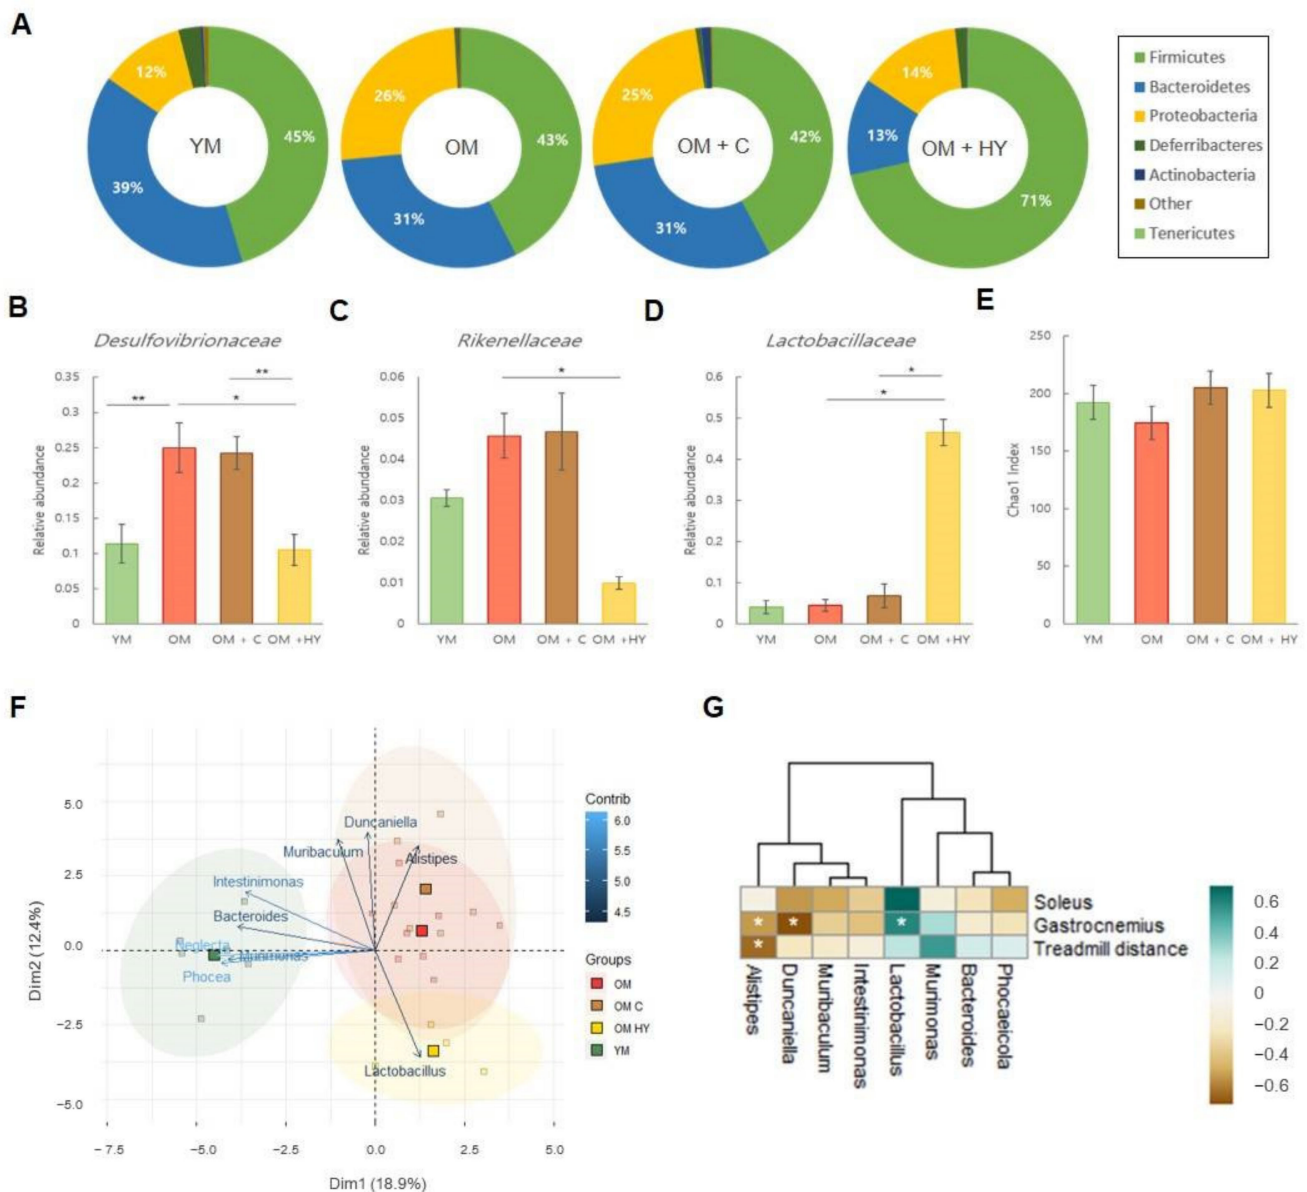 A
12%
39%
45%
YM
26%
31%
43%
OM
25%
31%
42%
OM + C
14%
13%
71%
OM + HY
Firmicutes
Bacteroidetes
Proteobacteria
Deferribacteres
Actinobacteria
Other
Tenericutes
B
Desulfovibrionaceae
Relative abundance
0.35
0.3
0.25
0.2
0.15
0.1
0.05
0
**
**
*
YM OM OM + C OM +HY
C
Rikenellaceae
Relative abundance
0.06
0.05
0.04
0.03
0.02
0.01
0
*
YM OM OM + C OM +HY
D
Lactobacillaceae
Relative abundance
0.6
0.5
0.4
0.3
0.2
0.1
0
*
*
YM OM OM + C OM +HY
E
Chao1 Index
250
200
150
100
50
0
YM OM OM + C OM + HY
F
Dim2 (12.4%)
5.0
2.5
0.0
−2.5
−5.0
Duncaniella
Muribaculum
Alistipes
Intestinimonas
Bacteroides
Neglecta
Murimonas
Phocea
Lactobacillus
−7.5 −5.0 −2.5 0.0 2.5 5.0
Dim1 (18.9%)
Contrib
6.0
5.5
5.0
4.5
Groups
OM
OM C
OM HY
YM
G
Soleus
* * * Gastrocnemius
* Treadmill distance
Alistipes
Duncaniella
Muribaculum
Intestimonas
Lactobacillus
Murimonas
Bacteroides
Phocaeicola
0.6
0.4
0.2
0
−0.2
−0.4
−0.6